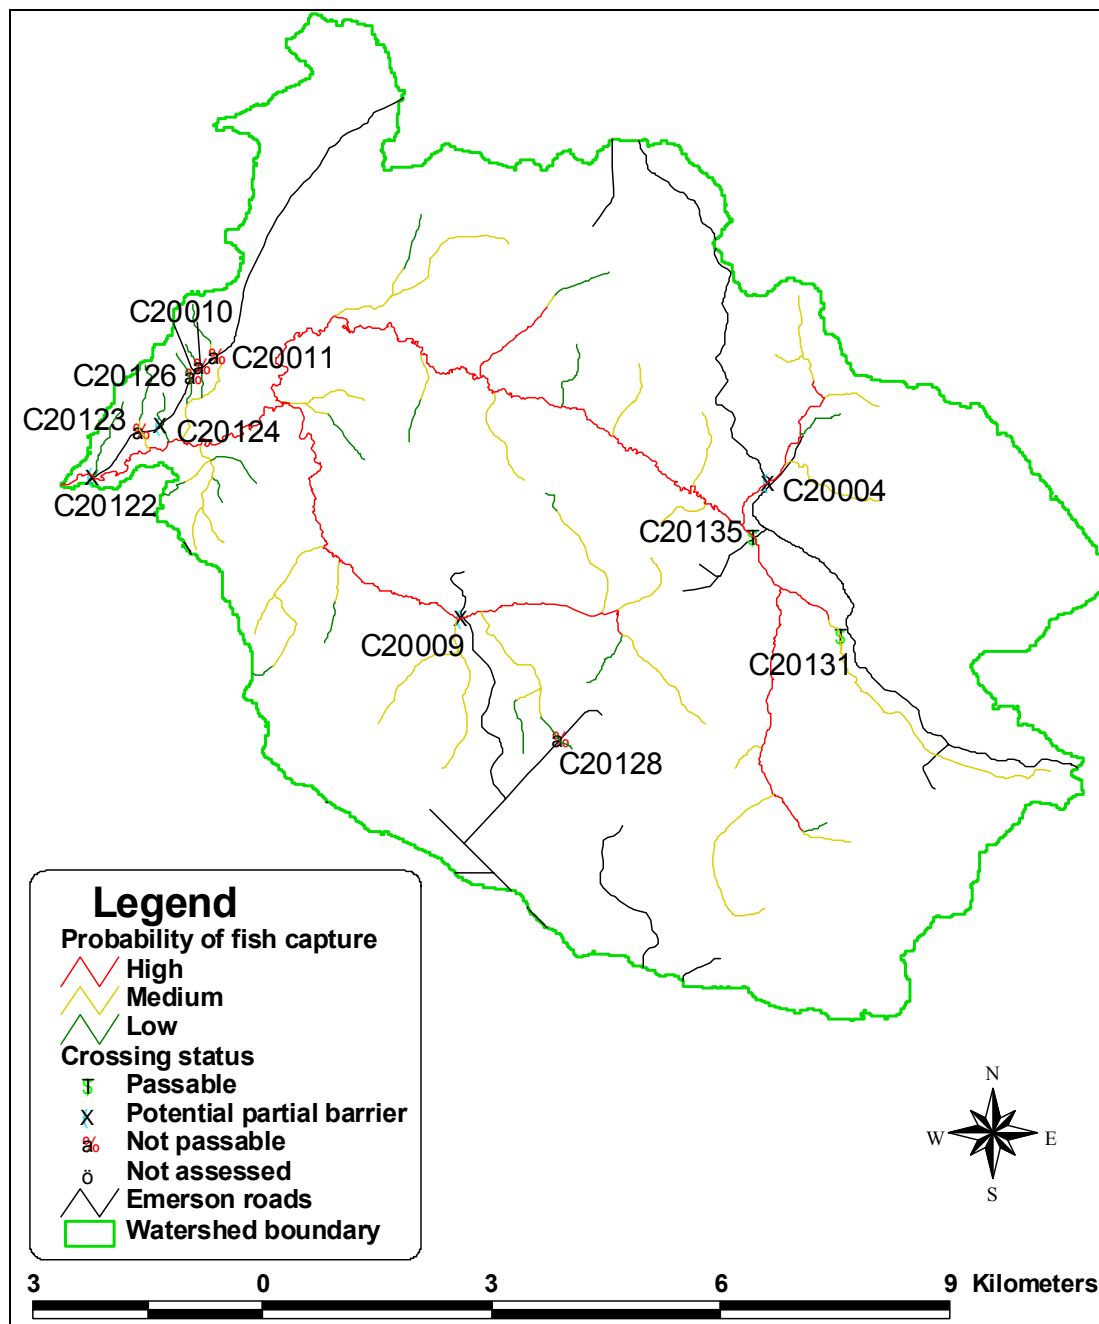 C20010
C20011
C20126
C20123
C20124
C20122
C20004
C20135
C20009
C20131
C20128
Legend
Probability of fish capture
High
Medium
Low
Crossing status
Passable
Potential partial barrier
Not passable
Not assessed
Emerson roads
Watershed boundary
N
W E
S
3 0 3 6 9 Kilometers